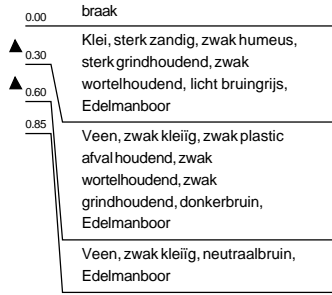 braak
0.00
Klei, sterk zandig, zwak humeus,
sterk grindhoudend, zwak
wortelhoudend, licht bruingrijs,
Edelmanboor
0.30
0.60
Veen, zwak kleiïg, zwak plastic
afval houdend, zwak
wortelhoudend, zwak
grindhoudend, donkerbruin,
Edelmanboor
0.85
Veen, zwak kleiïg, neutraalbruin,
Edelmanboor